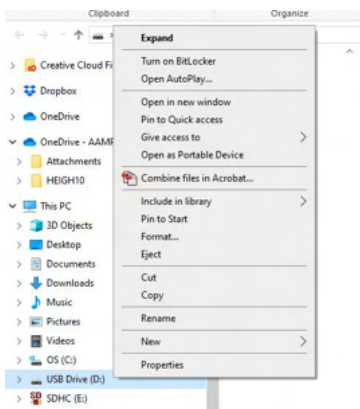 Clipboard
Organize
Creative Cloud Fi
Dropbox
OneDrive
OneDrive - AAMP
Attachments
HEIGH10
This PC
3D Objects
Desktop
Documents
Downloads
Music
Pictures
Videos
OS (C:)
USB Drive (D:)
SDHC (E:)
Expand
Turn on BitLocker
Open AutoPlay...
Open in new window
Pin to Quick access
Give access to
Open as Portable Device
Combine files in Acrobat...
Include in library
Pin to Start
Format...
Eject
Cut
Copy
Rename
New
Properties